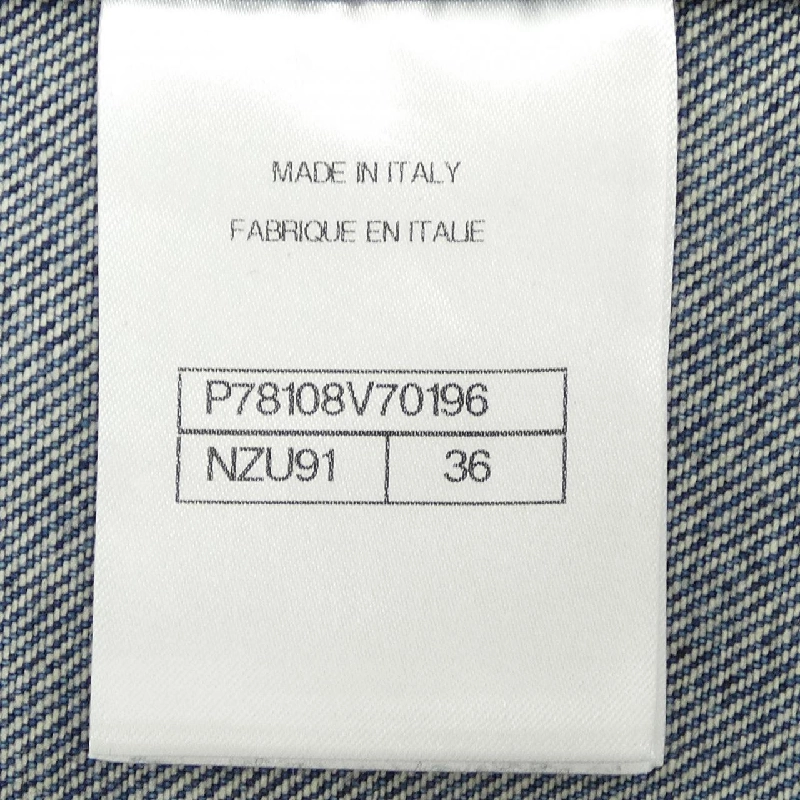 MADE IN ITALY
FABRIQUE EN ITALIE
P78108V70196
NZU91 36